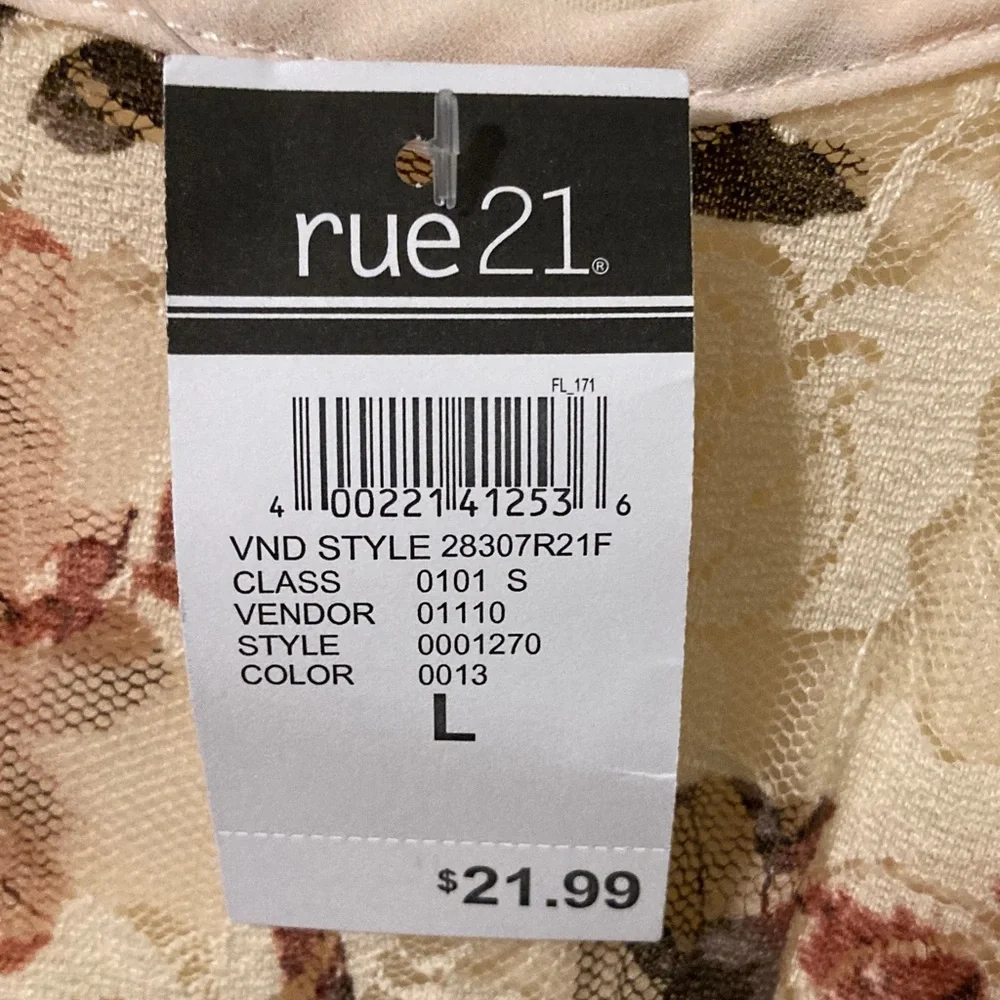 rue21®
FL_171
4 00221 41253 6
VND STYLE 28307R21F
CLASS 0101 S
VENDOR 01110
STYLE 0001270
COLOR 0013
L
$21.99